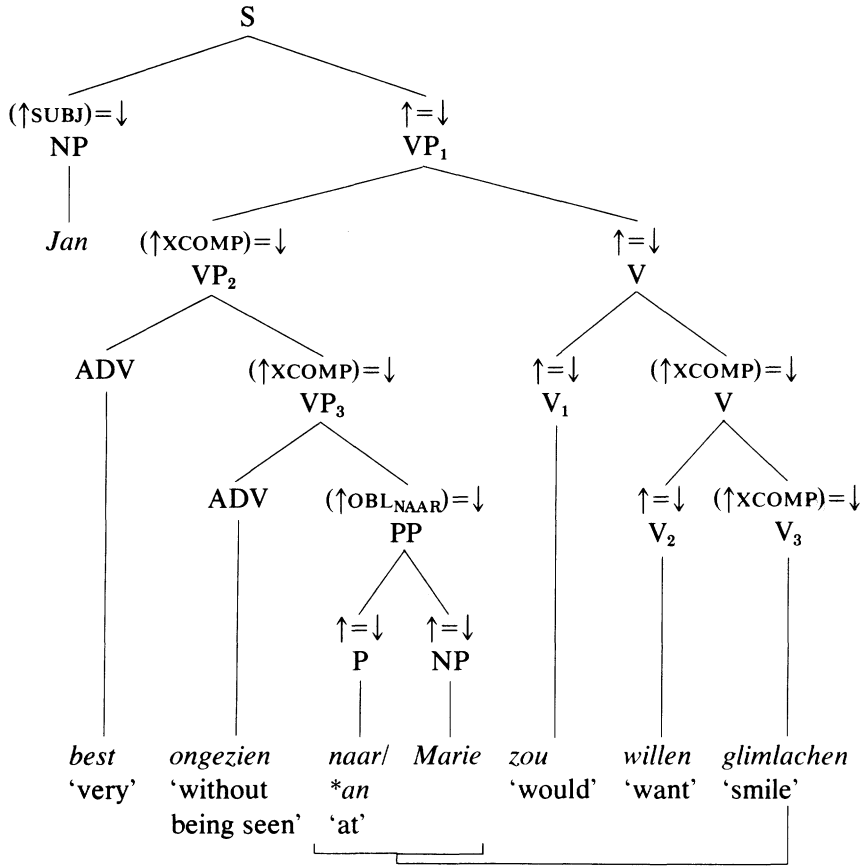 S
(↑SUBJ)=↓ ↑=↓
NP VP₁
Jan (↑XCOMP)=↓ ↑=↓
VP₂ V
ADV (↑XCOMP)=↓ ↑=↓ (↑XCOMP)=↓
VP₃ V₁ V
ADV (↑OBL_NAAR)=↓ ↑=↓ (↑XCOMP)=↓
PP V₂ V₃
↑=↓ ↑=↓
P NP
best ongezien naar/ Marie zou willen glimlachen
‘very’ ‘without *an ‘would’ ‘want’ ‘smile’
being seen’ ‘at’